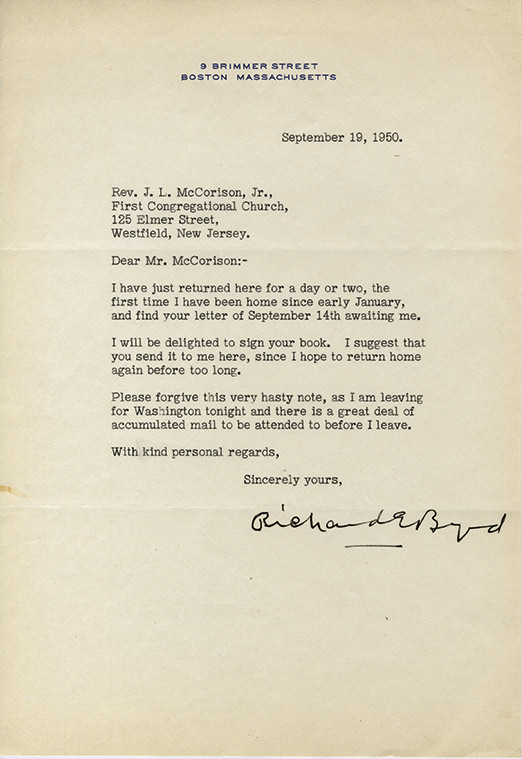 9 BRIMMER STREET
BOSTON MASSACHUSETTS
September 19, 1950.
Rev. J. L. McCorison, Jr.,
First Congregational Church,
125 Elmer Street,
Westfield, New Jersey.
Dear Mr. McCorison:-
I have just returned here for a day or two, the
first time I have been home since early January,
and find your letter of September 14th awaiting me.
I will be delighted to sign your book. I suggest that
you send it to me here, since I hope to return home
again before too long.
Please forgive this very hasty note, as I am leaving
for Washington tonight and there is a great deal of
accumulated mail to be attended to before I leave.
With kind personal regards,
Sincerely yours,
Richard E Byrd